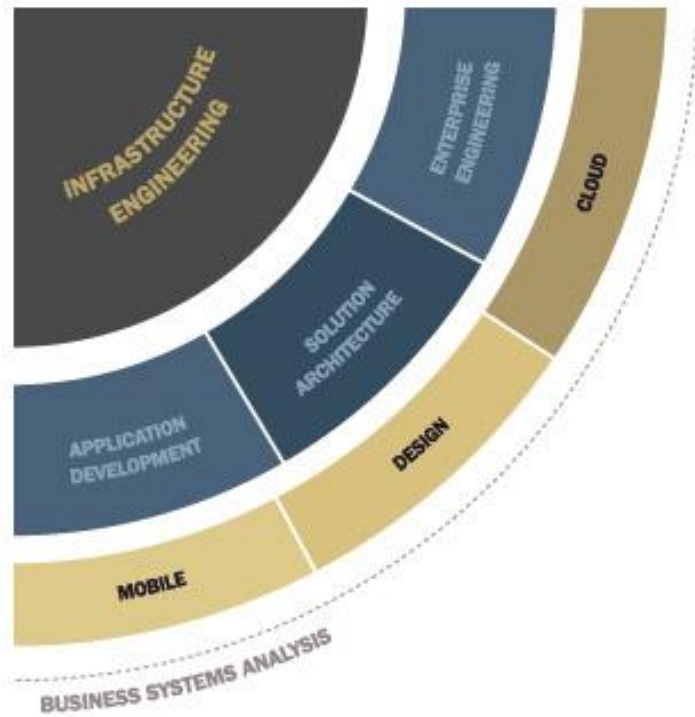 INFRASTRUCTURE
ENGINEERING
ENTERPRISE
ENGINEERING
CLOUD
SOLUTION
ARCHITECTURE
DESIGN
APPLICATION
DEVELOPMENT
MOBILE
BUSINESS SYSTEMS ANALYSIS